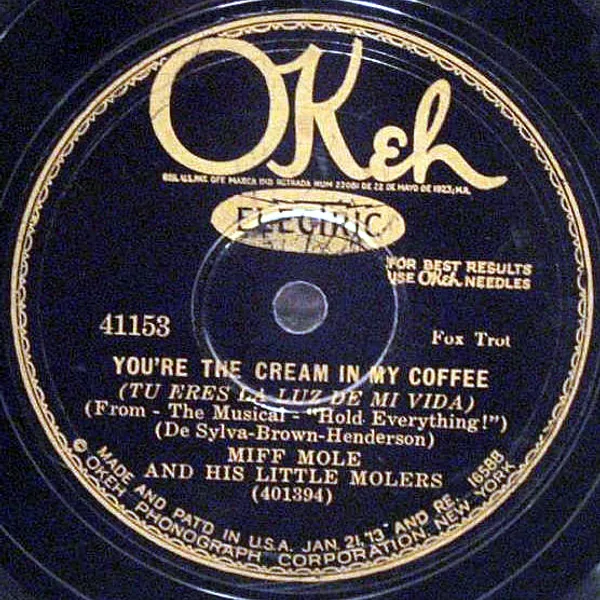 OKeh
REG. U.S. PAT. OFF. MARCA IND. RETRADA NUM 22081 DE 22 DE MAYO DE 1923; H.R.
ELECTRIC
FOR BEST RESULTS
USE OKeh NEEDLES
41153
Fox Trot
YOU'RE THE CREAM IN MY COFFEE
(TU ERES LA LUZ DE MI VIDA)
(From - The Musical - "Hold Everything!")
(De Sylva-Brown-Henderson)
MIFF MOLE
AND HIS LITTLE MOLERS
(401394)
© MADE AND PAT'D IN U.S.A. JAN. 21, '13 AND RE. 16588
OKEH PHONOGRAPH CORPORATION, NEW YORK